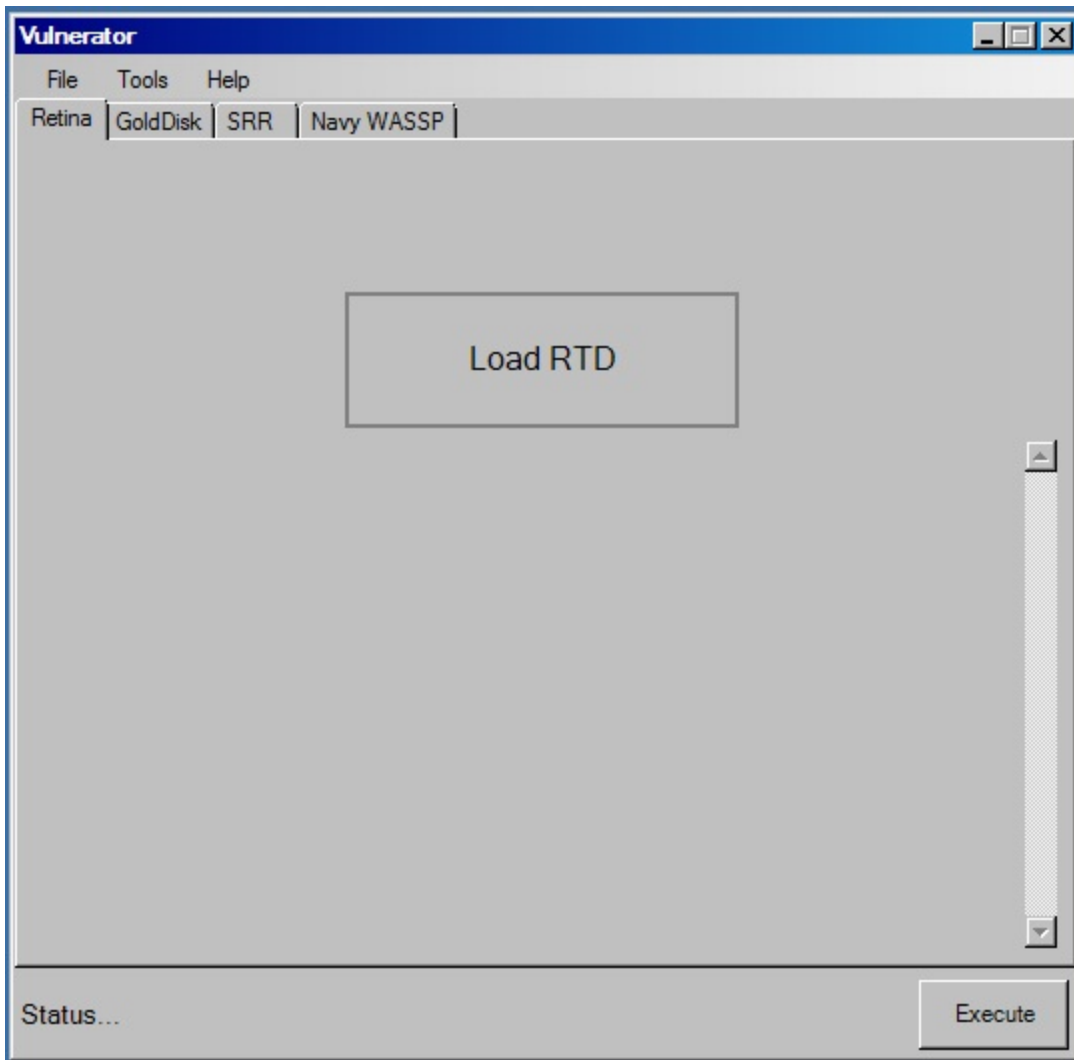 Vulnerator
File Tools Help
Retina GoldDisk SRR Navy WASSP
Load RTD
Status...
Execute